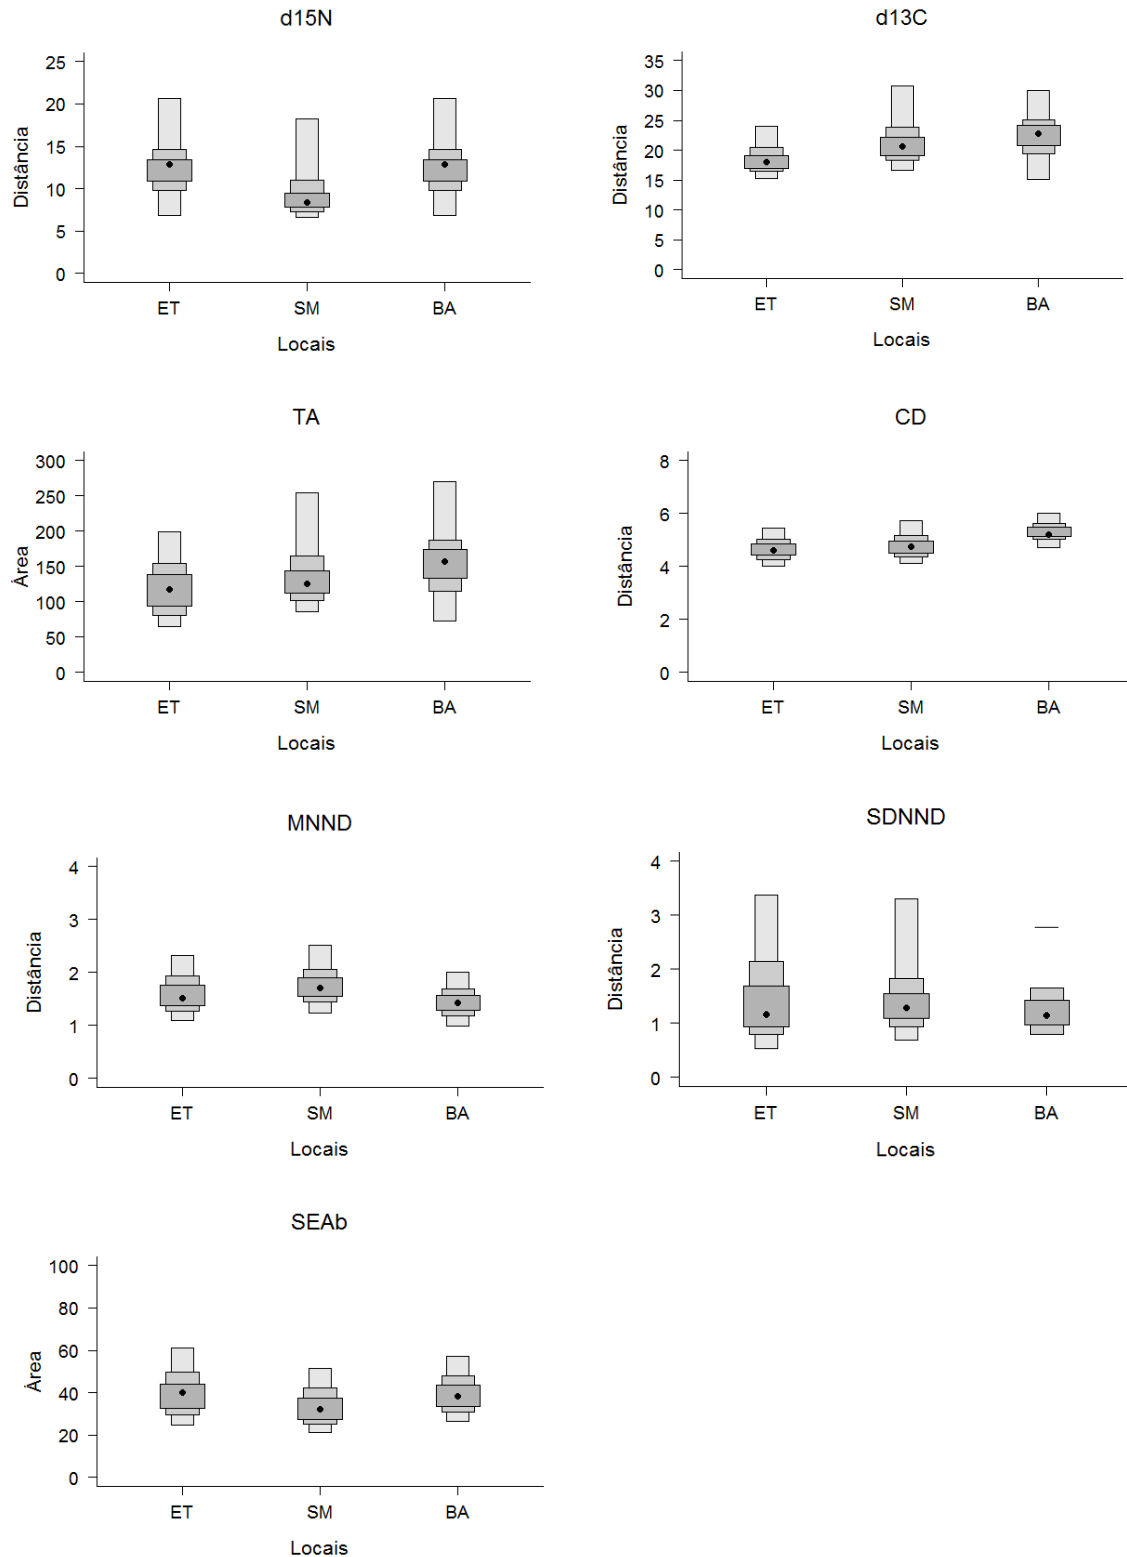 d15N
25
20
15
10
5
0
Distância
ET SM BA
Locais
d13C
35
30
25
20
15
10
5
0
Distância
ET SM BA
Locais
TA
300
250
200
150
100
50
0
Área
ET SM BA
Locais
CD
8
6
4
2
0
Distância
ET SM BA
Locais
MNND
4
3
2
1
0
Distância
ET SM BA
Locais
SDNND
4
3
2
1
0
Distância
ET SM BA
Locais
SEAb
100
80
60
40
20
0
Área
ET SM BA
Locais